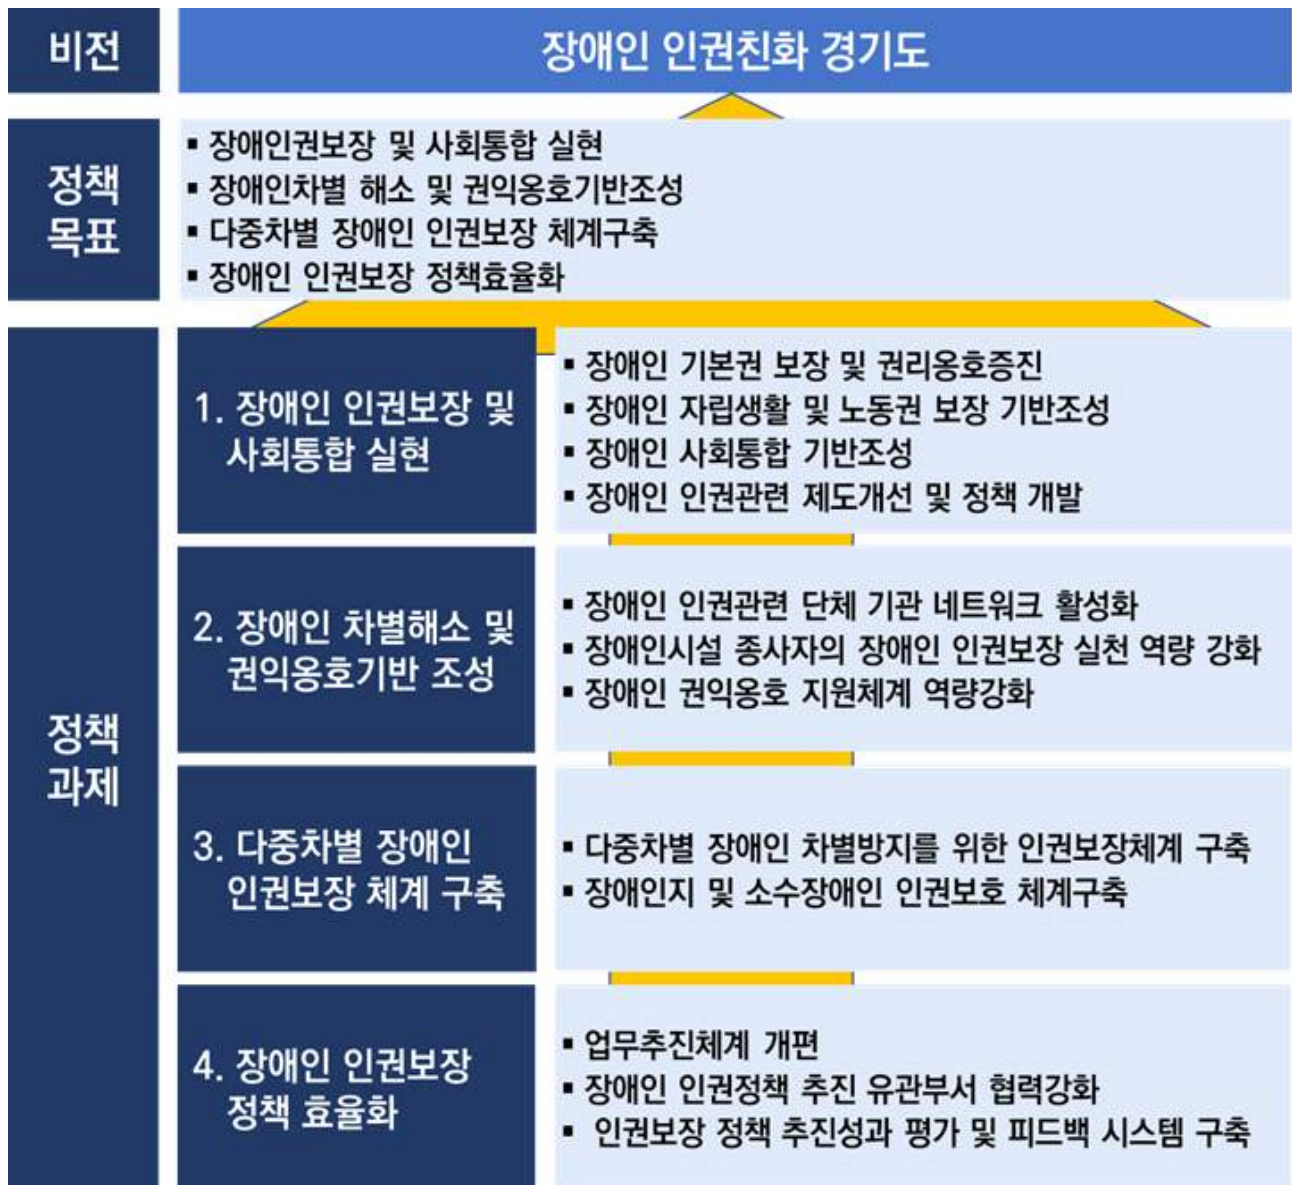 비전
장애인 인권친화 경기도
정책
목표
▪ 장애인권보장 및 사회통합 실현
▪ 장애인차별 해소 및 권익옹호기반조성
▪ 다중차별 장애인 인권보장 체계구축
▪ 장애인 인권보장 정책효율화
정책
과제
1. 장애인 인권보장 및
사회통합 실현
▪ 장애인 기본권 보장 및 권리옹호증진
▪ 장애인 자립생활 및 노동권 보장 기반조성
▪ 장애인 사회통합 기반조성
▪ 장애인 인권관련 제도개선 및 정책 개발
2. 장애인 차별해소 및
권익옹호기반 조성
▪ 장애인 인권관련 단체 기관 네트워크 활성화
▪ 장애인시설 종사자의 장애인 인권보장 실천 역량 강화
▪ 장애인 권익옹호 지원체계 역량강화
3. 다중차별 장애인
인권보장 체계 구축
▪ 다중차별 장애인 차별방지를 위한 인권보장체계 구축
▪ 장애인지 및 소수장애인 인권보호 체계구축
4. 장애인 인권보장
정책 효율화
▪ 업무추진체계 개편
▪ 장애인 인권정책 추진 유관부서 협력강화
▪ 인권보장 정책 추진성과 평가 및 피드백 시스템 구축